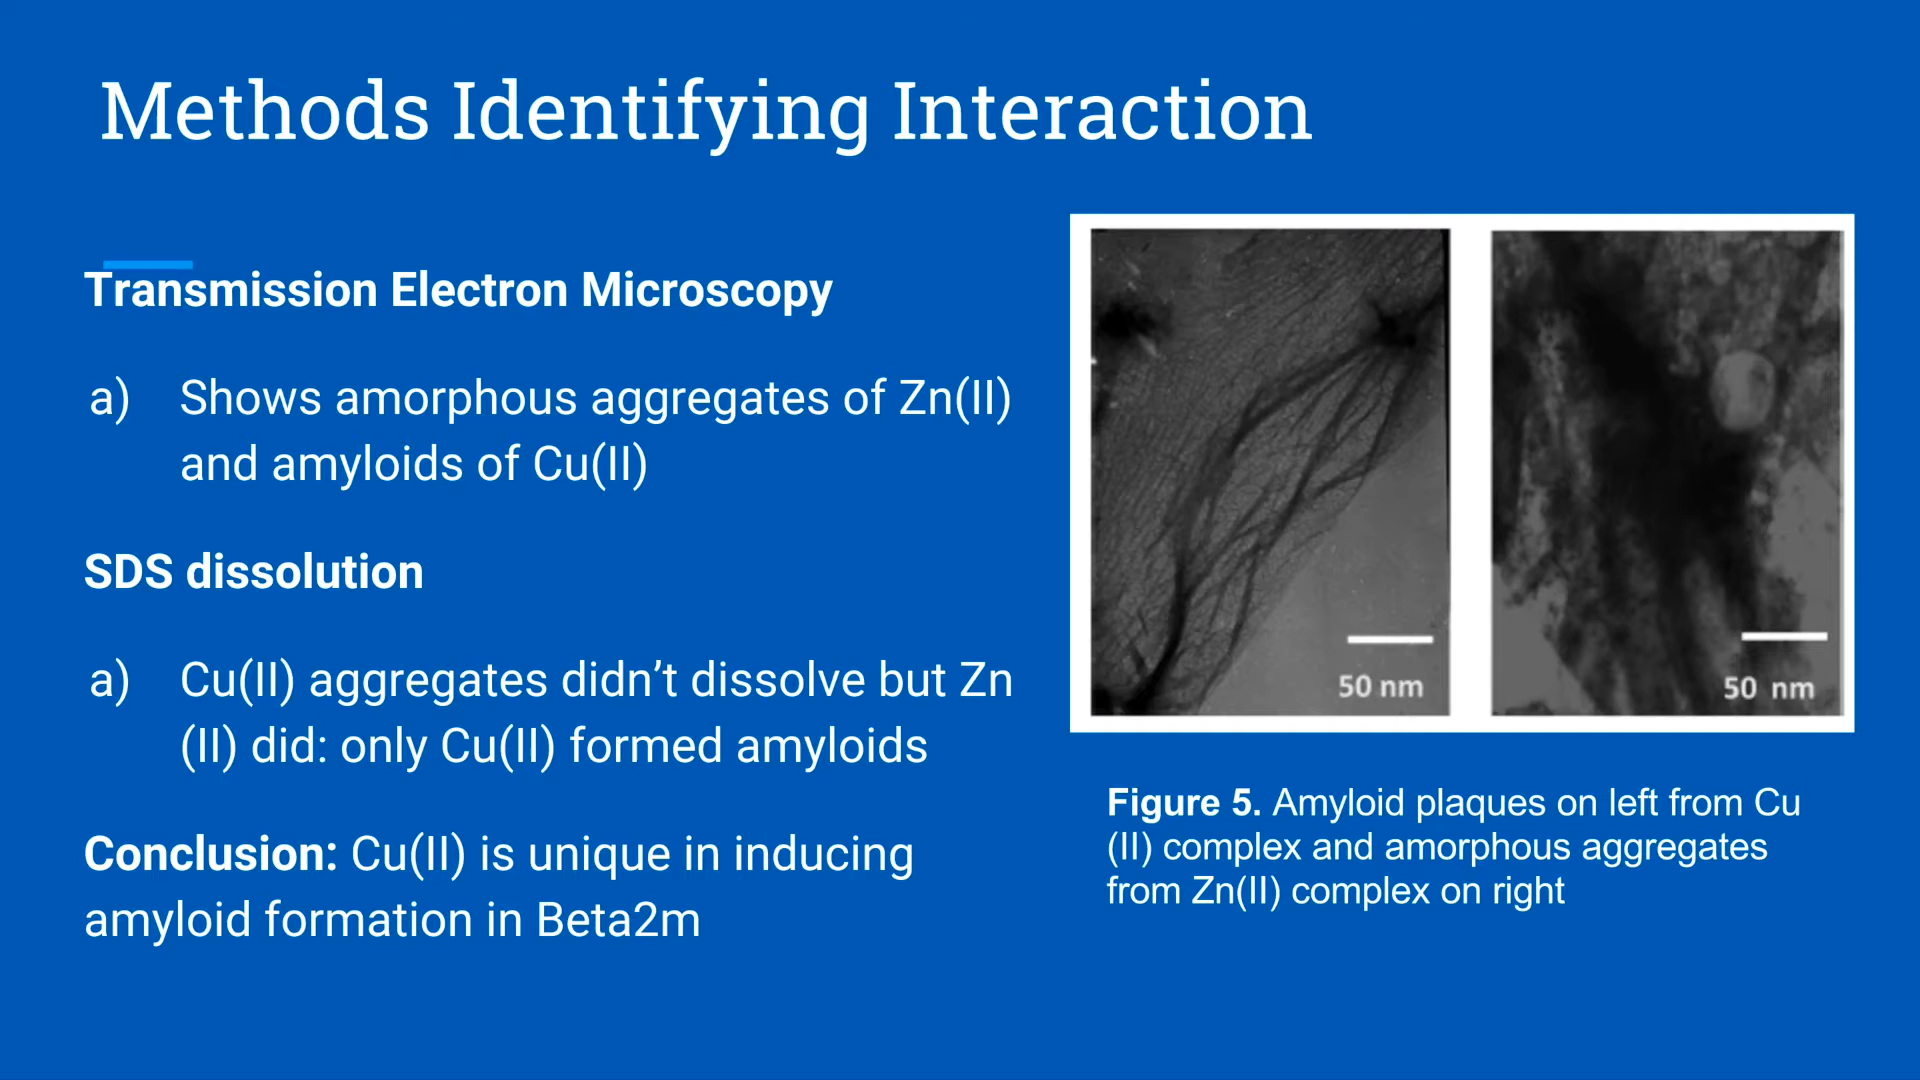 Methods Identifying Interaction
Transmission Electron Microscopy
a) Shows amorphous aggregates of Zn(II)
and amyloids of Cu(II)
SDS dissolution
a) Cu(II) aggregates didn’t dissolve but Zn
(II) did: only Cu(II) formed amyloids
Conclusion: Cu(II) is unique in inducing
amyloid formation in Beta2m
50 nm
50 nm
Figure 5. Amyloid plaques on left from Cu
(II) complex and amorphous aggregates
from Zn(II) complex on right